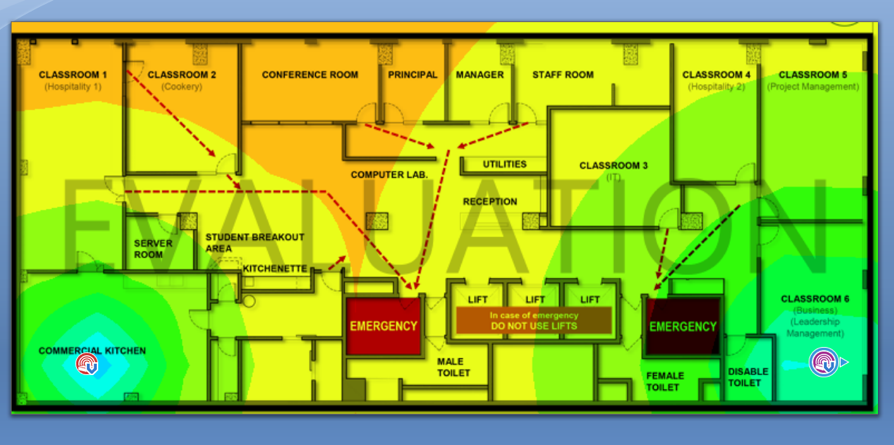 CLASSROOM 1
(Hospitality 1)
CLASSROOM 2
(Cookery)
CONFERENCE ROOM
PRINCIPAL
MANAGER
STAFF ROOM
CLASSROOM 4
(Hospitality 2)
CLASSROOM 5
(Project Management)
UTILITIES
CLASSROOM 3
(IT)
COMPUTER LAB.
RECEPTION
EVALUATION
SERVER
ROOM
STUDENT BREAKOUT
AREA
KITCHENETTE
LIFT
LIFT
LIFT
In case of emergency
DO NOT USE LIFTS
EMERGENCY
EMERGENCY
CLASSROOM 6
(Business)
(Leadership
Management)
COMMERCIAL KITCHEN
MALE
TOILET
FEMALE
TOILET
DISABLE
TOILET